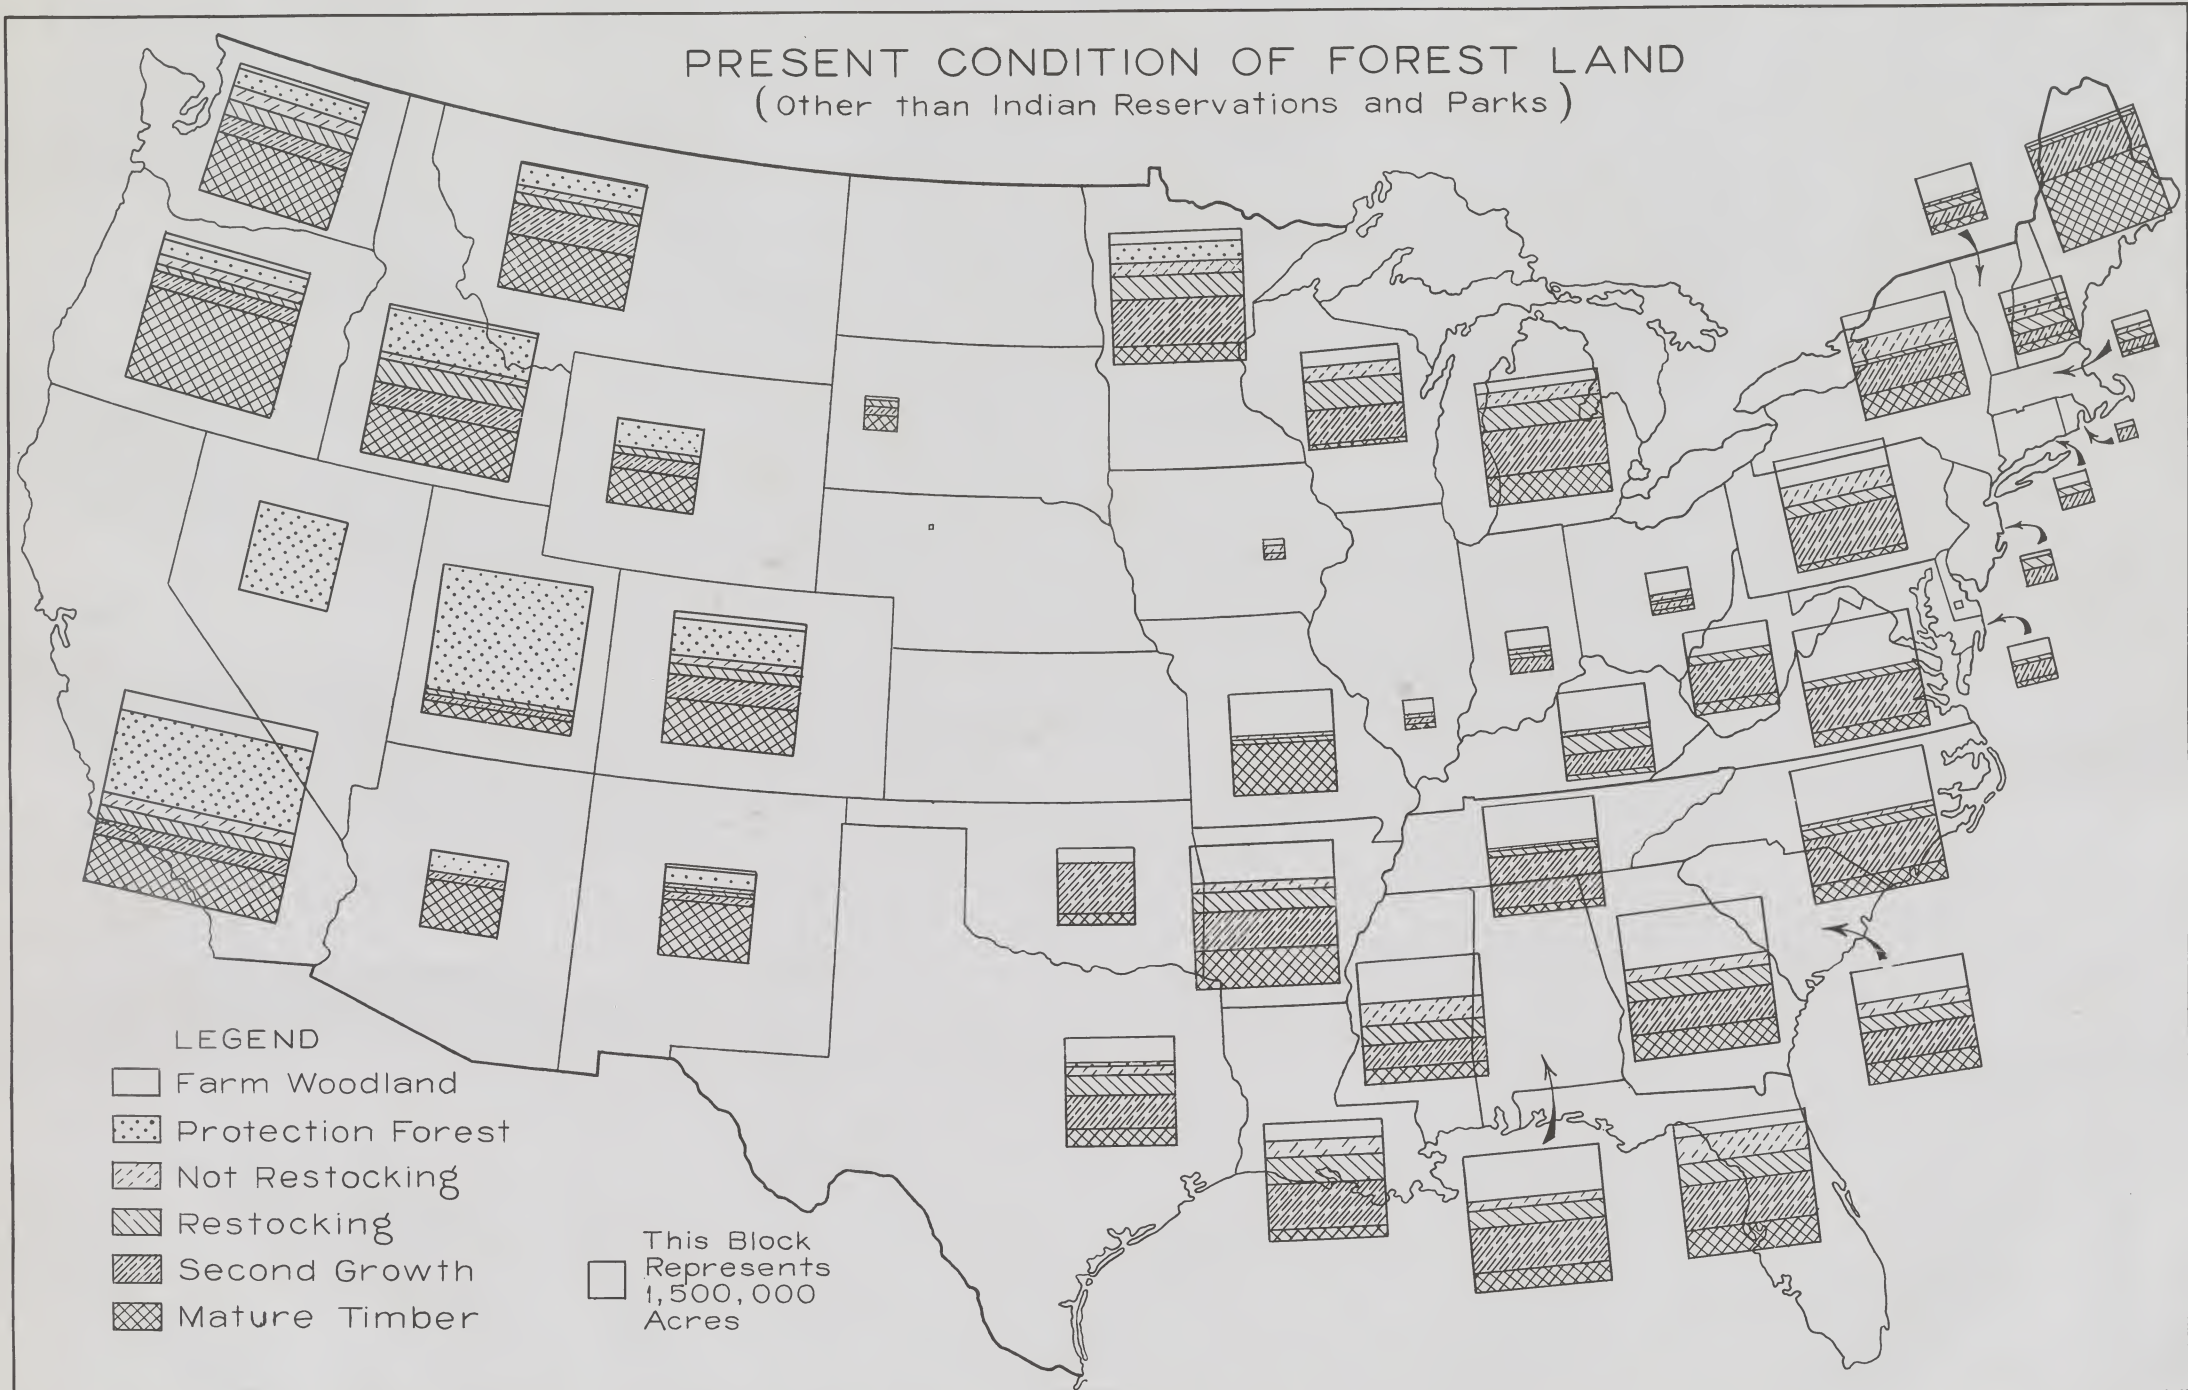 PRESENT CONDITION OF FOREST LAND
(Other than Indian Reservations and Parks)
LEGEND
Farm Woodland
Protection Forest
Not Restocking
Restocking
Second Growth
Mature Timber
This Block
Represents
1,500,000
Acres